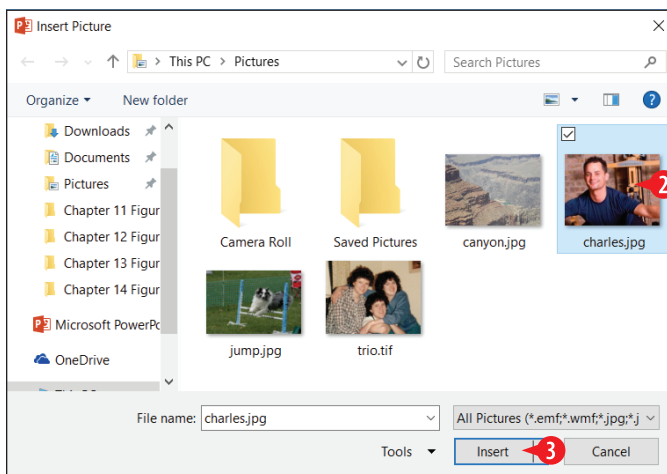 Insert Picture
This PC > Pictures
Search Pictures
Organize
New folder
Downloads
Documents
Pictures
Chapter 11 Figur
Chapter 12 Figur
Chapter 13 Figur
Chapter 14 Figur
Microsoft PowerPo
OneDrive
Camera Roll
Saved Pictures
canyon.jpg
charles.jpg
2
jump.jpg
trio.tif
File name: charles.jpg
All Pictures (*.emf;*.wmf;*.jpg;*.j
Tools
Insert
3
Cancel